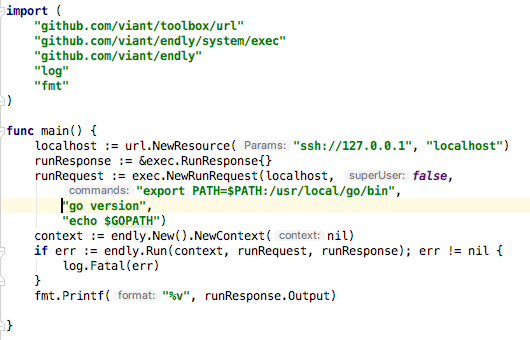 import (
"github.com/viant/toolbox/url"
"github.com/viant/endly/system/exec"
"github.com/viant/endly"
"log"
"fmt"
)
func main() {
localhost := url.NewResource( Params: "ssh://127.0.0.1", "localhost")
runResponse := &exec.RunResponse{}
runRequest := exec.NewRunRequest(localhost, superUser: false,
commands: "export PATH=$PATH:/usr/local/go/bin",
"go version",
"echo $GOPATH")
context := endly.New().NewContext( context: nil)
if err := endly.Run(context, runRequest, runResponse); err != nil {
log.Fatal(err)
}
fmt.Printf( format: "%v", runResponse.Output)
}